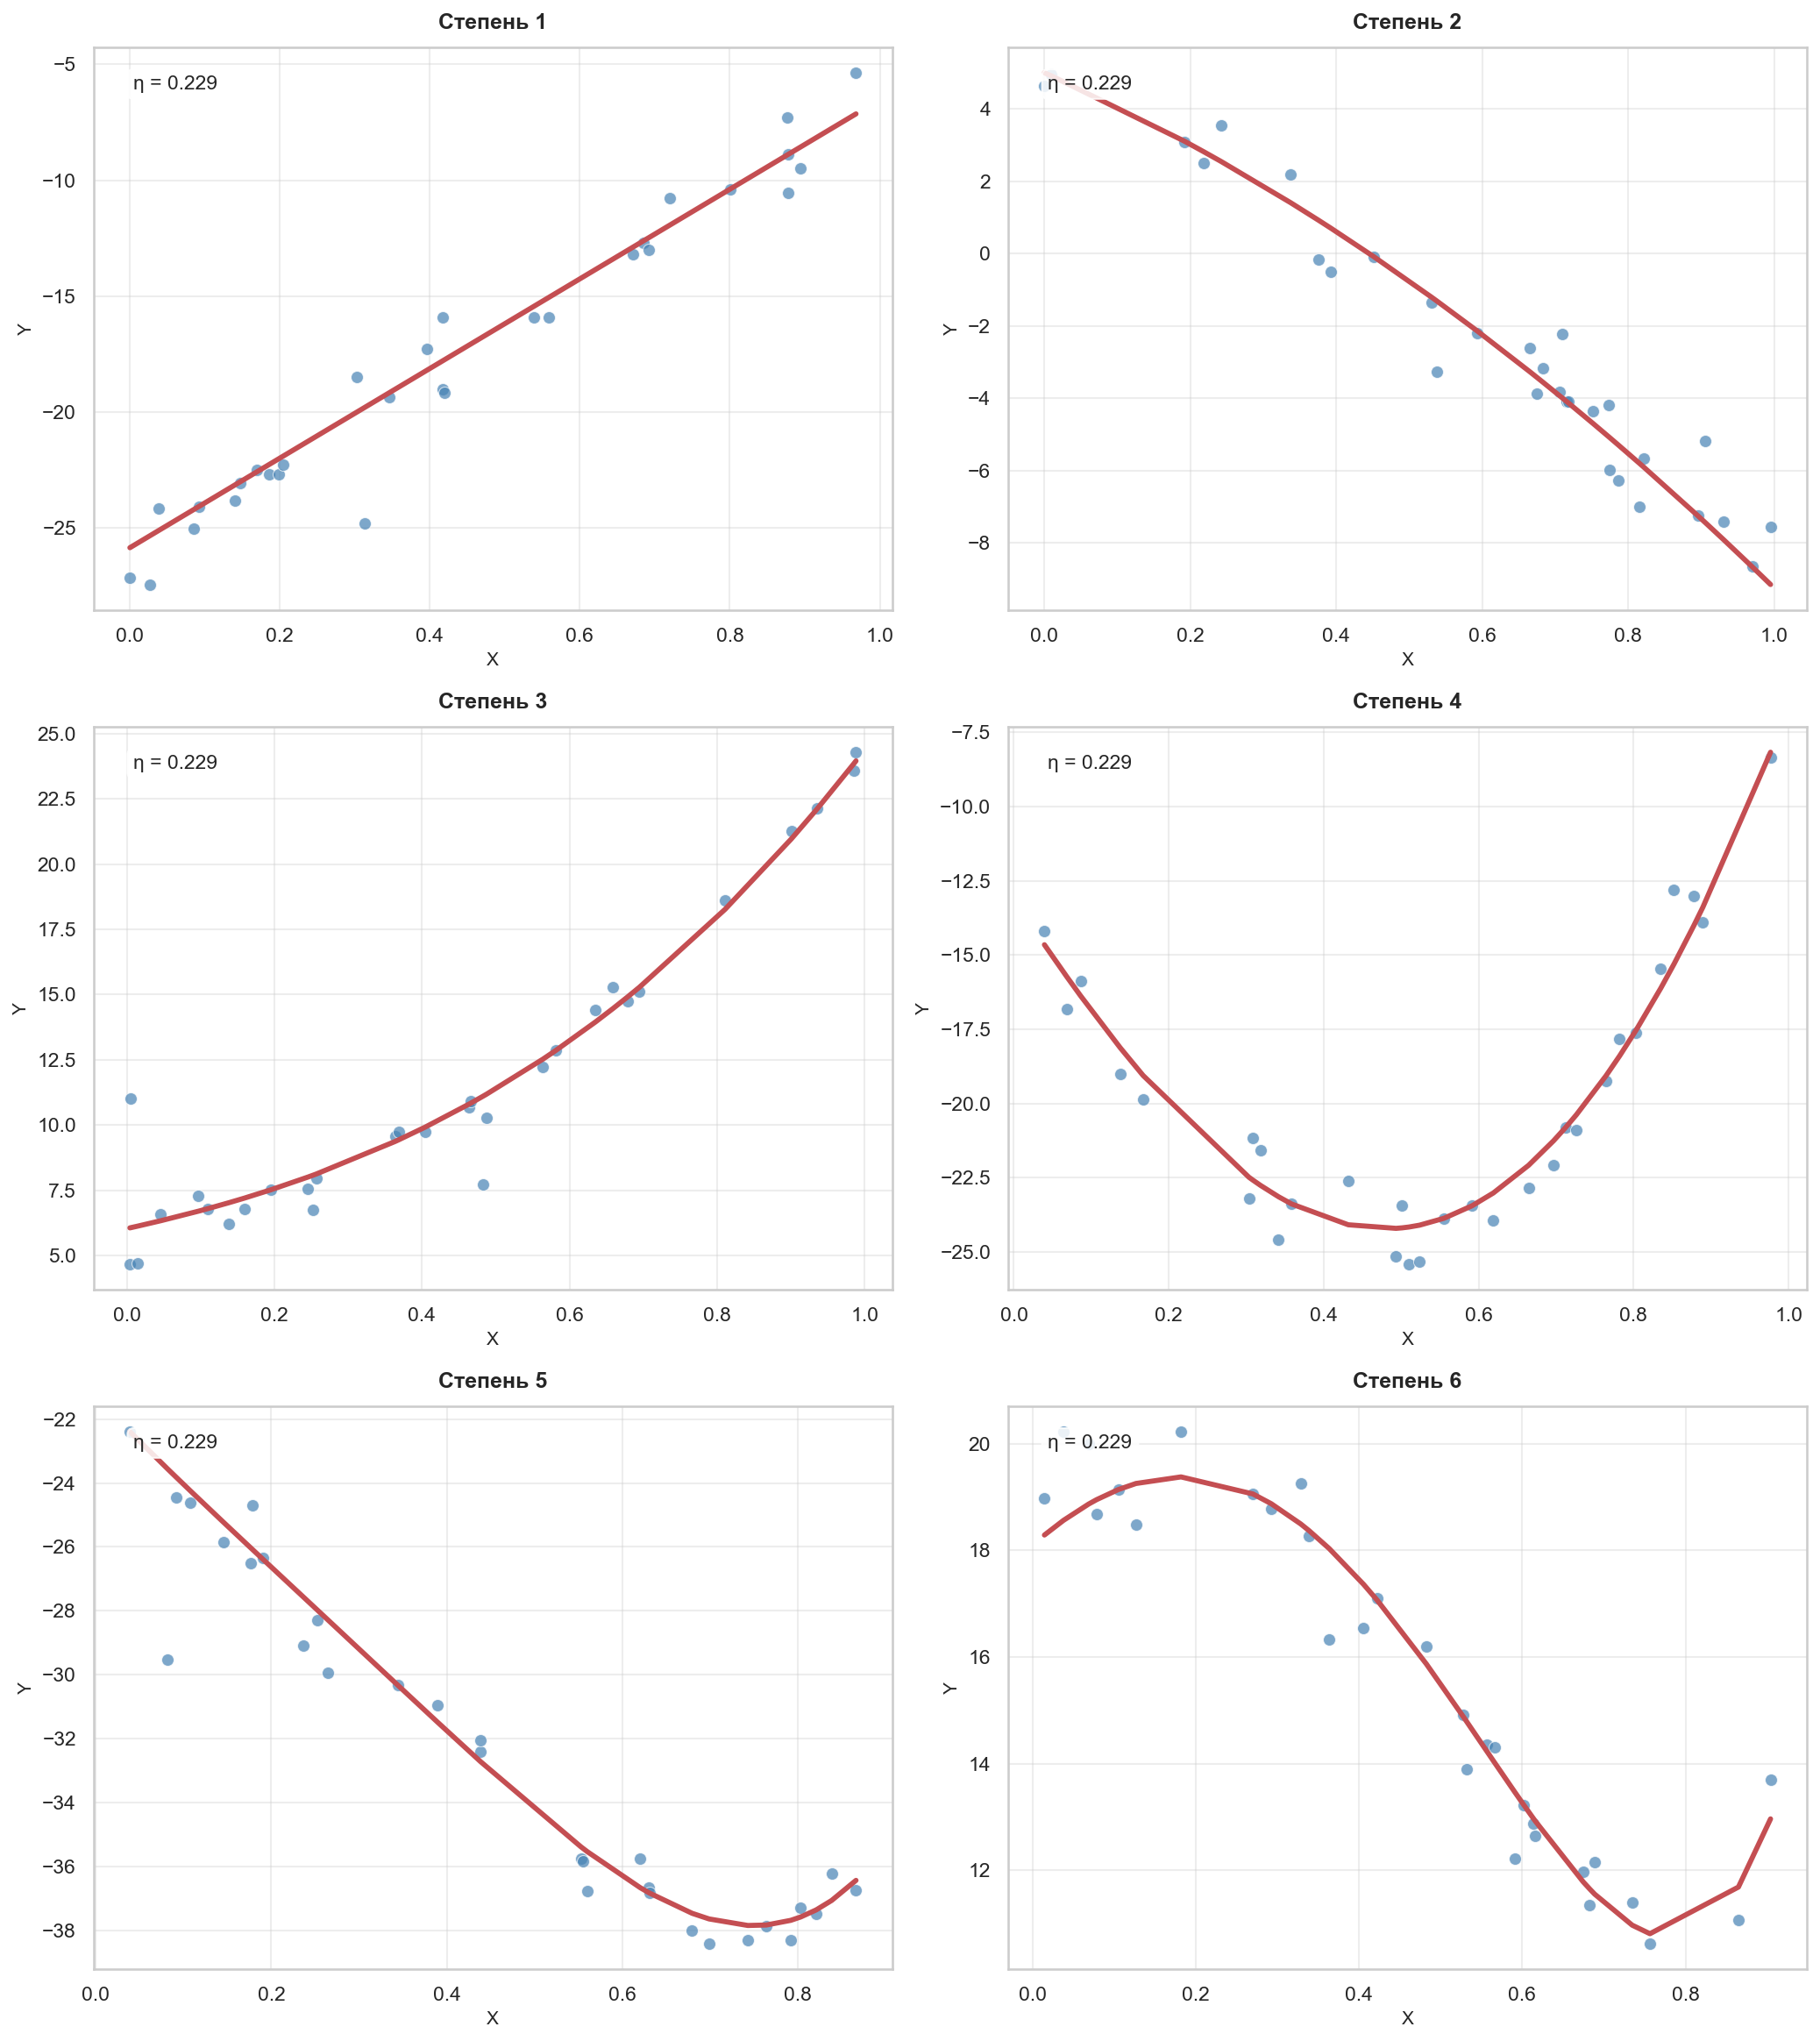 Степень 1
η = 0.229
−5
−10
−15
−20
−25
Y
0.0 0.2 0.4 0.6 0.8 1.0
X
Степень 2
η = 0.229
4
2
0
−2
−4
−6
−8
Y
0.0 0.2 0.4 0.6 0.8 1.0
X
Степень 3
η = 0.229
25.0
22.5
20.0
17.5
15.0
12.5
10.0
7.5
5.0
Y
0.0 0.2 0.4 0.6 0.8 1.0
X
Степень 4
η = 0.229
−7.5
−10.0
−12.5
−15.0
−17.5
−20.0
−22.5
−25.0
Y
0.0 0.2 0.4 0.6 0.8 1.0
X
Степень 5
η = 0.229
−22
−24
−26
−28
−30
−32
−34
−36
−38
Y
0.0 0.2 0.4 0.6 0.8
X
Степень 6
η = 0.229
20
18
16
14
12
Y
0.0 0.2 0.4 0.6 0.8
X